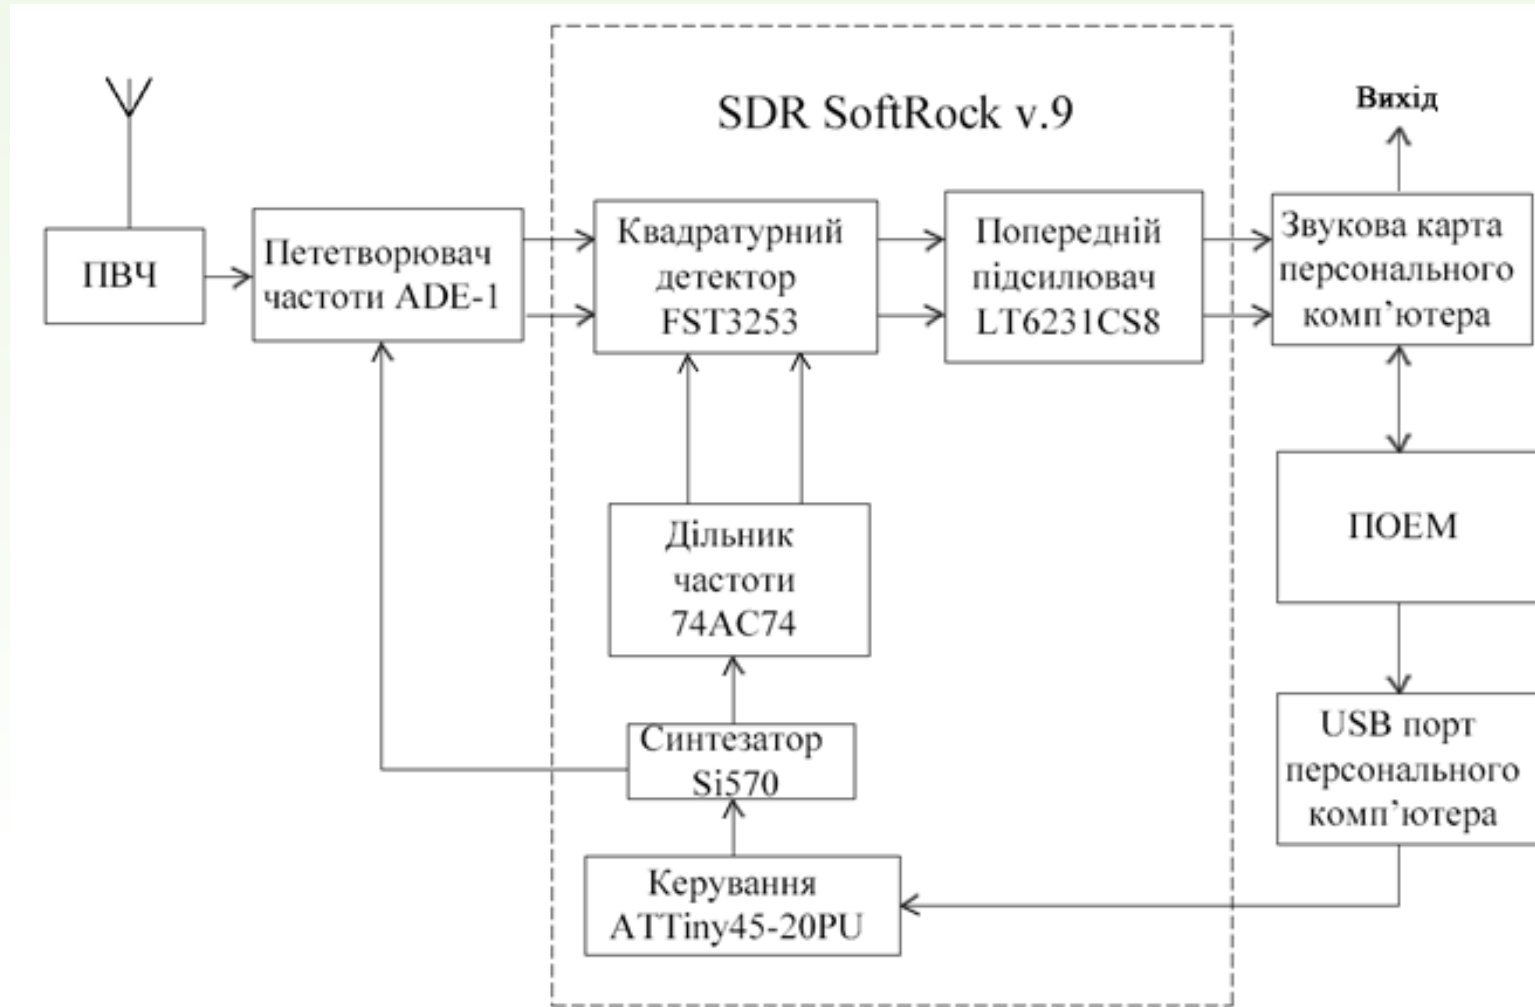 SDR SoftRock v.9
Вихід
ПВЧ
Пететворювач
частоти ADE-1
Квадратурний
детектор
FST3253
Попередній
підсилювач
LT6231CS8
Звукова карта
персонального
комп’ютера
Дільник
частоти
74AC74
ПОЕМ
Синтезатор
Si570
USB порт
персонального
комп’ютера
Керування
ATTiny45-20PU